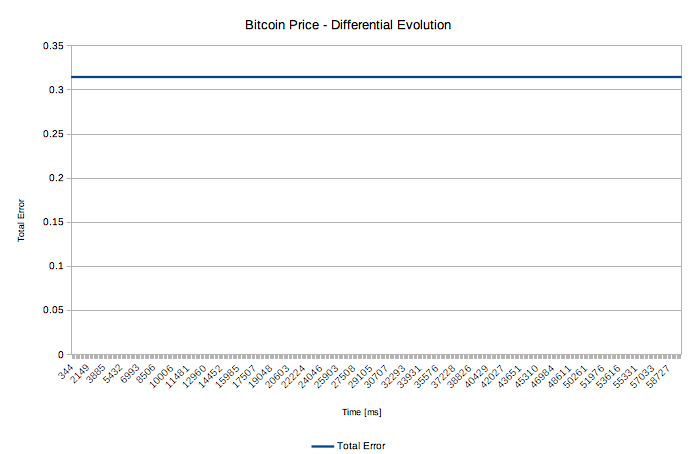 Bitcoin Price - Differential Evolution
0.35
0.3
0.25
0.2
0.15
0.1
0.05
0
Total Error
344 2149 3885 5432 6993 8506 10006 11481 12960 14452 15985 17507 19048 20603 22224 24046 25903 27508 29105 30707 32293 33931 35576 37228 38826 40429 42027 43651 45310 46984 48611 50261 51976 53616 55331 57033 58727
Time [ms]
Total Error